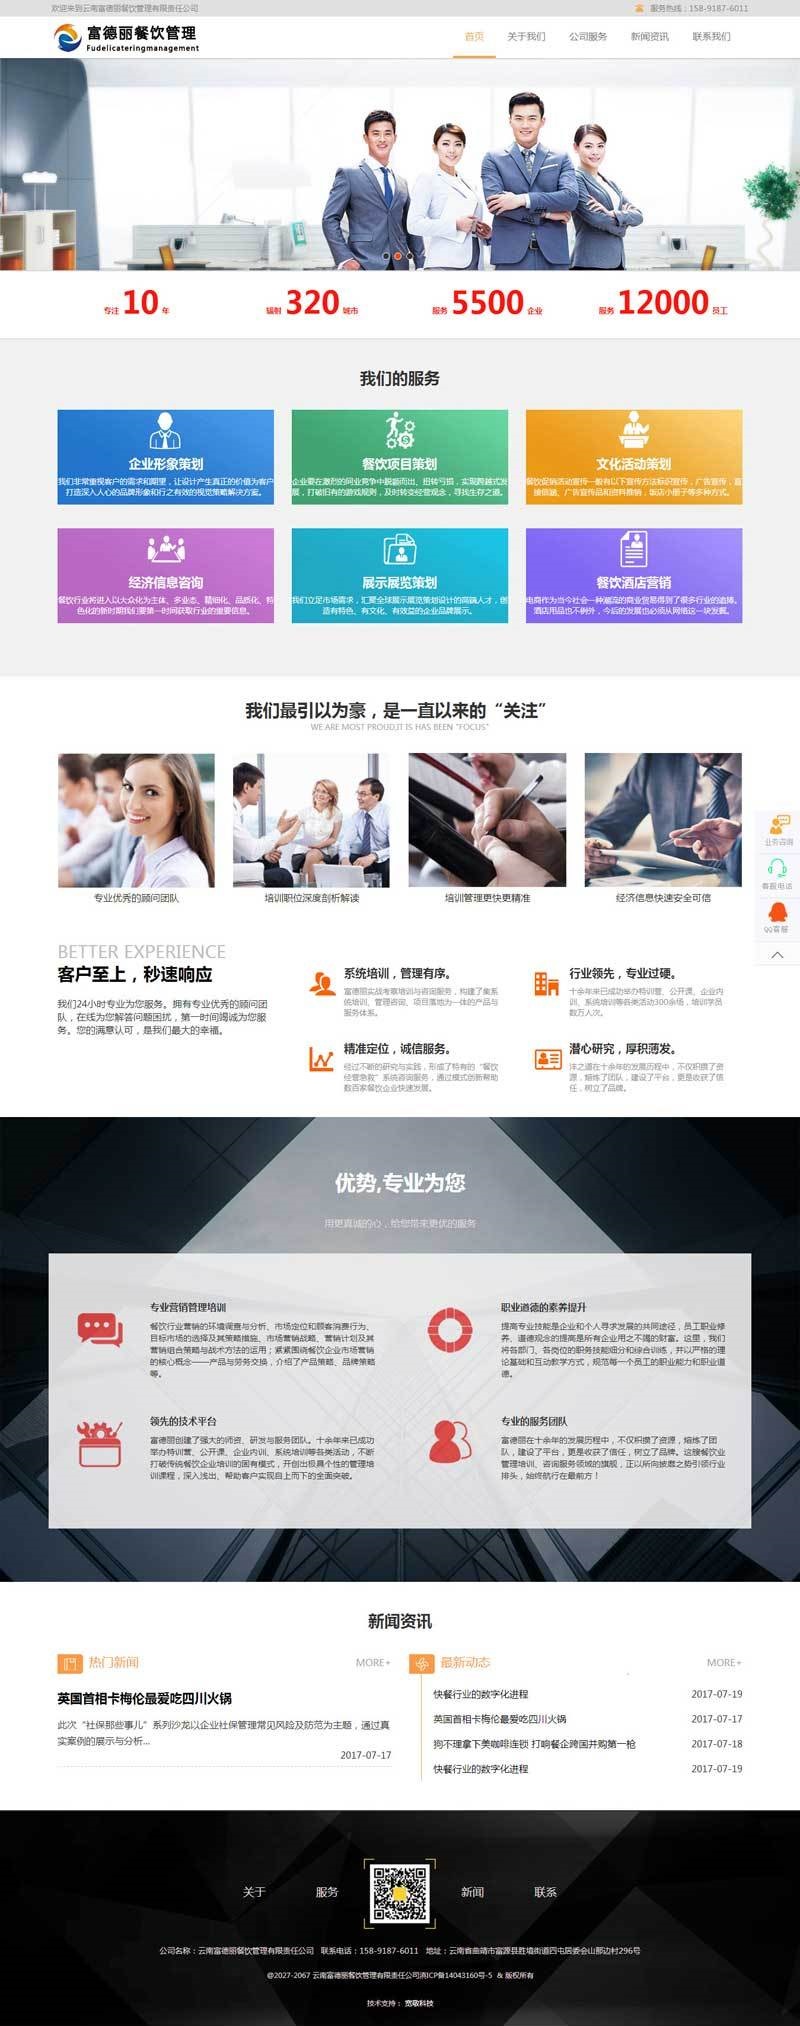 欢迎来到云南富德丽餐饮管理有限责任公司
服务热线：158-9187-6011
富德丽餐饮管理
Fudelicateringmanagement
首页 关于我们 公司服务 新闻资讯 联系我们
专注 10 年
辐射 320 城市
服务 5500 企业
服务 12000 员工
我们的服务
企业形象策划
我们非常重视客户的需求和期望，让设计产生真正的价值为客户
打造深入人心的品牌形象和行之有效的视觉策略解决方案。
餐饮项目策划
企业要在激烈的同业竞争中脱颖而出、扭转亏损，实现跨越式发
展，打破旧有的游戏规则，及时转变经营观念，寻找生存之道。
文化活动策划
餐饮促销活动宣传一般有以下宣传方法标识宣传，广告宣传，直
接信函、广告宣传品和资料推销，饭店小册子等多种方式。
经济信息咨询
餐饮行业将进入以大众化为主体、多业态、精细化、品质化、特
色化的新时期我们要第一时间获取行业的重要信息。
展示展览策划
我们立足市场需求，汇聚全球展示展览策划设计的高端人才，创
造有特色、有文化、有效益的企业品牌展示。
餐饮酒店营销
电商作为当今社会一种潮流的商业贸易得到了很多行业的追捧。
酒店用品也不例外，今后的发展也必须从网络这一块发掘。
我们最引以为豪，是一直以来的“关注”
WE ARE MOST PROUD,IT IS HAS BEEN "FOCUS"
专业优秀的顾问团队
培训职位深度剖析解读
培训管理更快更精准
经济信息快速安全可信
业务咨询
客服电话
QQ客服
BETTER EXPERIENCE
客户至上，秒速响应
我们24小时专业为您服务。拥有专业优秀的顾问团
队，在线为您解答问题困扰，第一时间竭诚为您服
务。您的满意认可，是我们最大的幸福。
系统培训，管理有序。
富德丽实战考察培训与咨询服务，构建了集系
统培训、管理咨询、项目落地为一体的产品与
服务体系。
行业领先，专业过硬。
十余年来已成功举办特训营、公开课、企业内
训、系统培训等各类活动300余场，培训学员
数万人次。
精准定位，诚信服务。
经过不断的研究与实践，形成了特有的“餐饮
经营急救”系统咨询服务，通过模式创新帮助
数百家餐饮企业快速发展。
潜心研究，厚积薄发。
沣之道在十余年的发展历程中，不仅积攒了资
源，熔炼了团队，建设了平台，更是收获了信
任，树立了品牌。
优势,专业为您
用更真诚的心，给您带来更优的服务
专业营销管理培训
餐饮行业营销的环境调查与分析、市场定位和顾客消费行为、
目标市场的选择及其策略措施、市场营销战略、营销计划及其
营销组合策略与战术方法的运用；紧紧围绕餐饮企业市场营销
的核心概念——产品与劳务交换，介绍了产品策略、品牌策略
等。
职业道德的素养提升
提高专业技能是企业和个人寻求发展的共同途径，员工职业修
养、道德观念的提高是所有企业用之不竭的财富。这里，我们
将各部门、各岗位的职务技能细分和综合训练，并以严格的理
论基础和互动教学方式，规范每一个员工的职业能力和职业道
德。
领先的技术平台
富德丽创建了强大的师资、研发与服务团队。十余年来已成功
举办特训营、公开课、企业内训、系统培训等各类活动，不断
打破传统餐饮企业培训的固有模式，开创出极具个性的管理培
训课程，深入浅出、帮助客户实现自上而下的全面突破。
专业的服务团队
富德丽在十余年的发展历程中，不仅积攒了资源，熔炼了团
队，建设了平台，更是收获了信任，树立了品牌。这艘餐饮业
管理培训、咨询服务领域的旗舰，正以所向披靡之势引领行业
排头，始终航行在最前方！
新闻资讯
热门新闻 MORE+
英国首相卡梅伦最爱吃四川火锅
此次“社保那些事儿”系列沙龙以企业社保管理常见风险及防范为主题，通过真
实案例的展示与分析...
2017-07-17
最新动态 MORE+
快餐行业的数字化进程 2017-07-19
英国首相卡梅伦最爱吃四川火锅 2017-07-17
狗不理拿下美咖啡连锁 打响餐企跨国并购第一枪 2017-07-18
快餐行业的数字化进程 2017-07-19
关于 服务 新闻 联系
公司名称：云南富德丽餐饮管理有限责任公司 联系电话：158-9187-6011 地址：云南省曲靖市富源县胜境街道四屯居委会山那边村296号
@2027-2067 云南富德丽餐饮管理有限责任公司滇ICP备14043160号-5 & 版权所有
技术支持： 宽敬科技